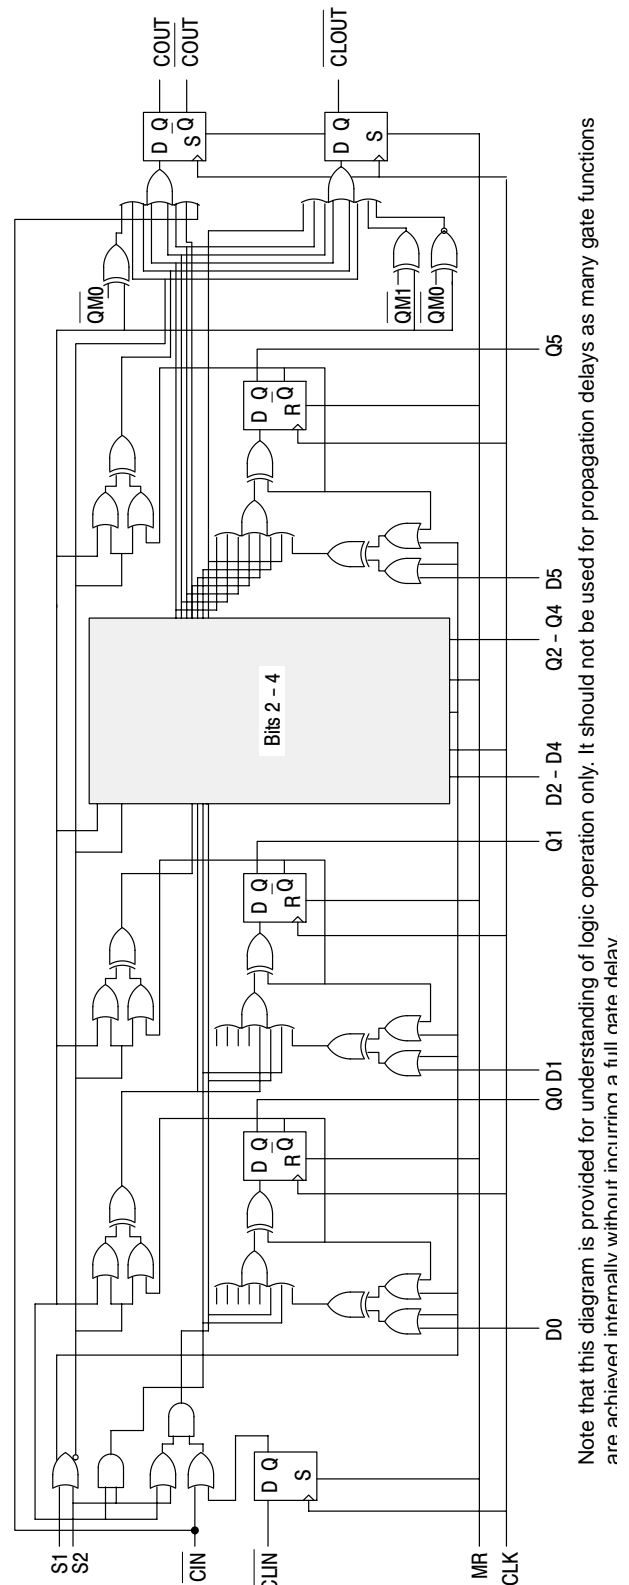 S1
S2
CIN
CLIN
MR
CLK
D Q
S
D0
D Q
Q
R
Q0
D1
D Q
Q
R
Q1
Bits 2 - 4
D2 - D4
Q2 - Q4
D5
D Q
Q
R
Q5
QM0
QM1
QM0
D Q
S Q
COUT
COUT
D Q
S
CLOUT
Note that this diagram is provided for understanding of logic operation only. It should not be used for propagation delays as many gate functions
are achieved internally without incurring a full gate delay.